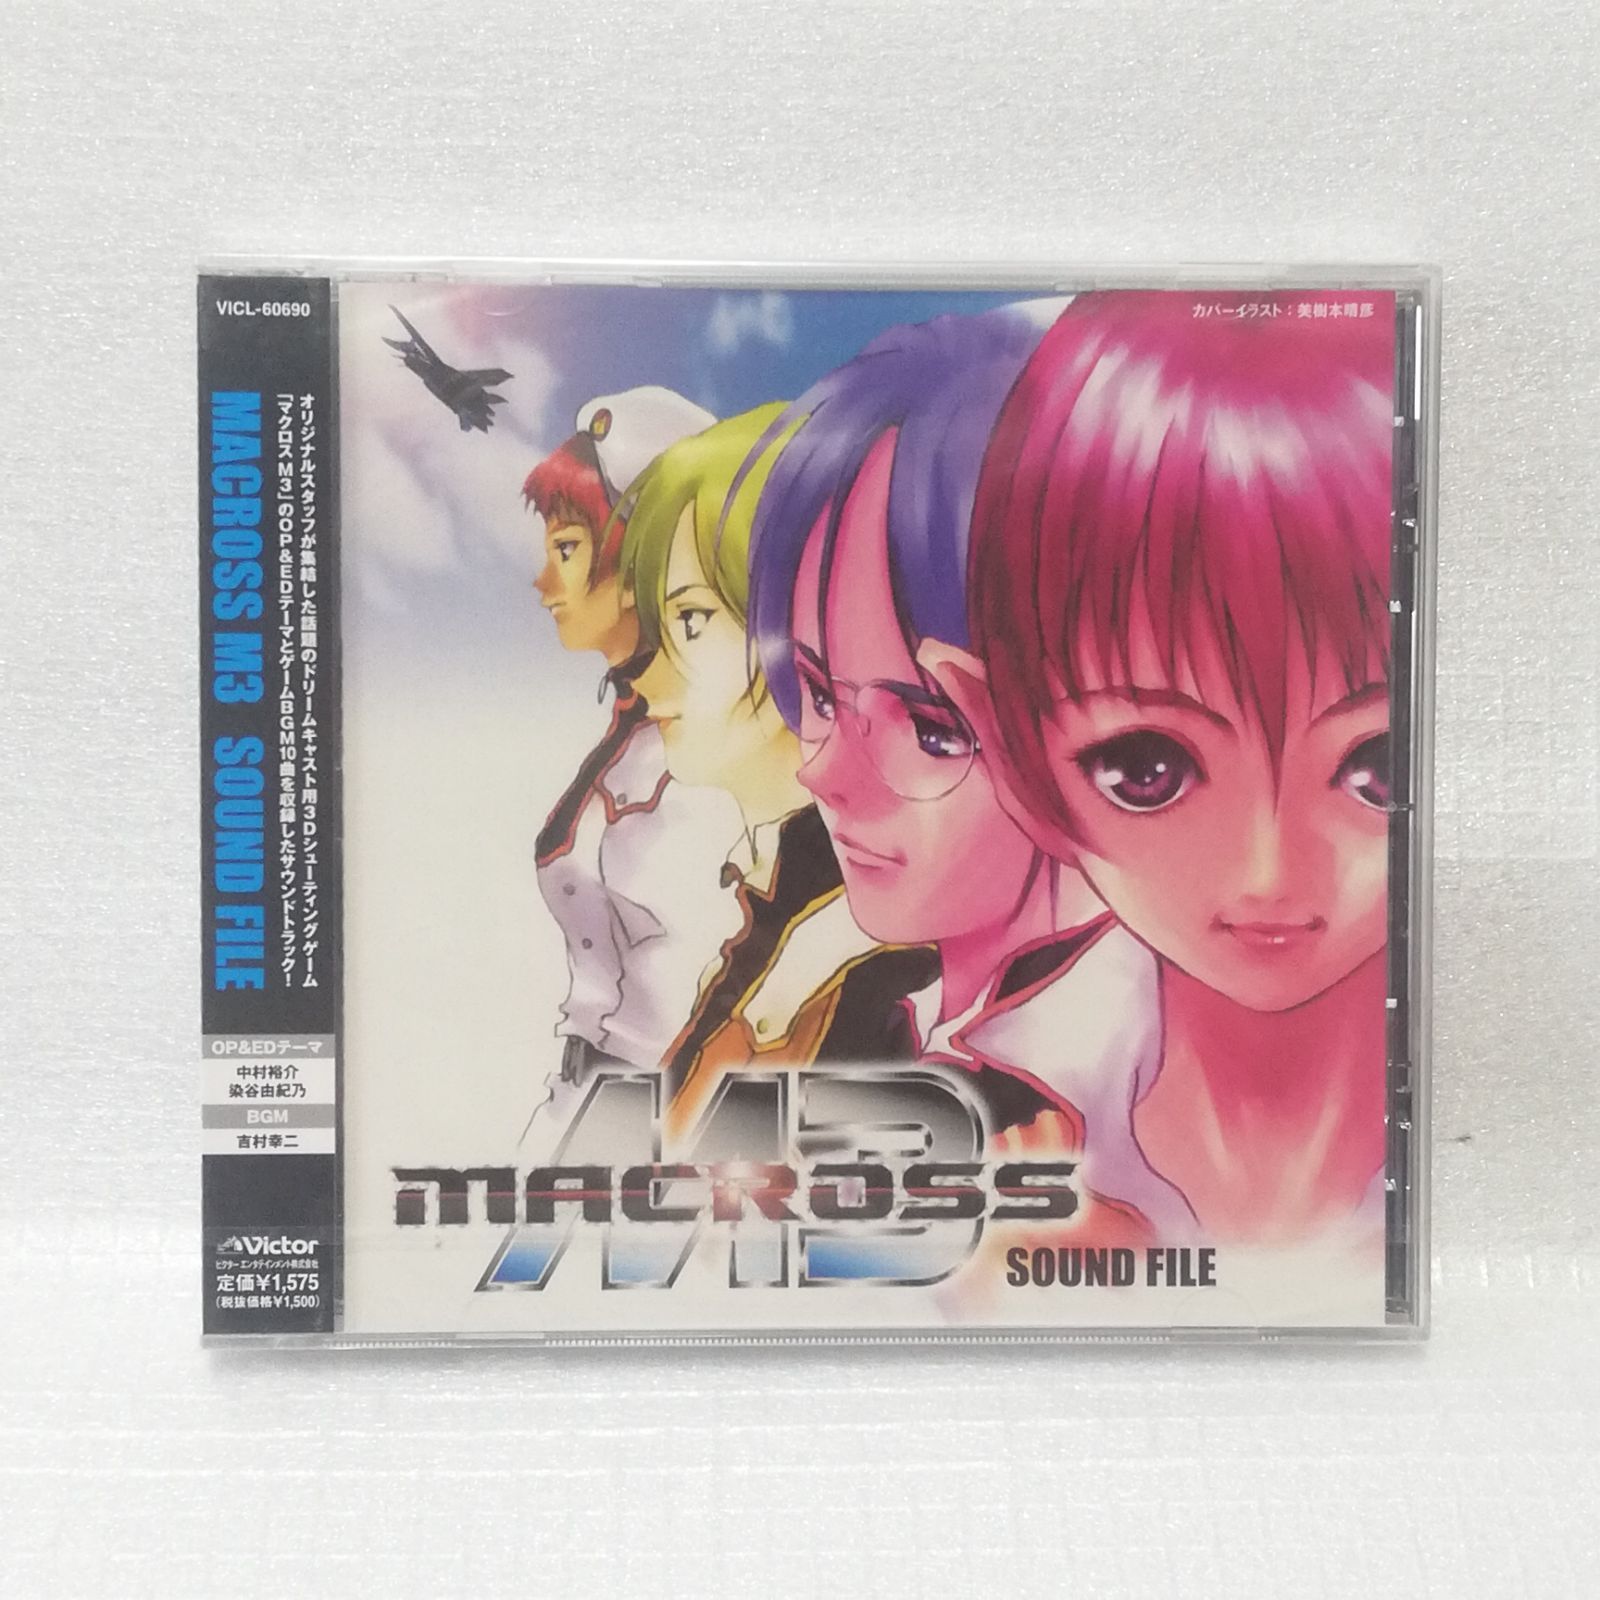 VICL-60690
オリジナルスタッフが集結した話題のドリームキャスト用3Dシューティングゲーム
「マクロスM3」のOP&EDテーマとゲームBGM10曲を収録したサウンドトラック!
MACROSS M3 SOUND FILE
OP&EDテーマ
中村裕介
染谷由紀乃
BGM
吉村幸二
Victor
ビクターエンタテインメント株式会社
定価¥1,575
(税抜価格¥1,500)
カバーイラスト:美樹本晴彦
M3
MACROSS
SOUND FILE